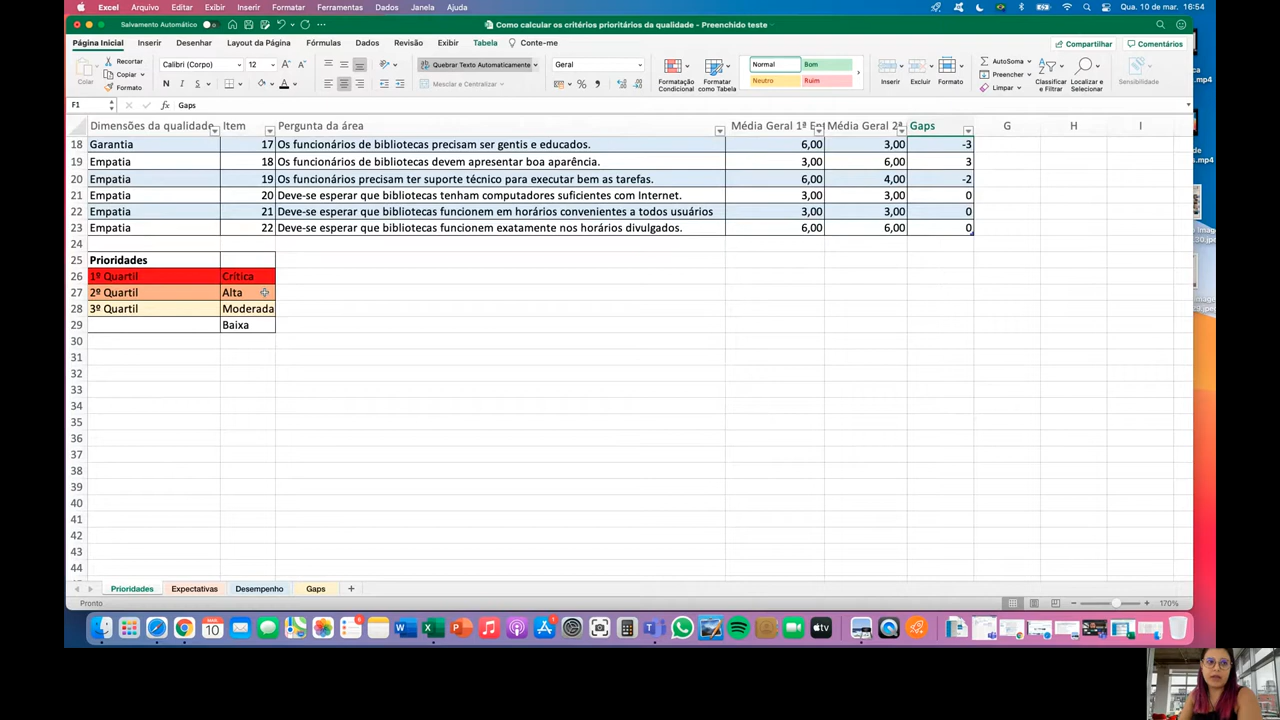 Excel Arquivo Editar Exibir Inserir Formatar Ferramentas Dados Janela Ajuda Qua. 10 de mar. 16:54
Salvamento Automático Como calcular os critérios prioritários da qualidade - Preenchido teste
Página Inicial Inserir Desenhar Layout da Página Fórmulas Dados Revisão Exibir Tabela Conte-me Compartilhar Comentários
Colar Recortar Copiar Formato
Calibri (Corpo) 12
N I S
Quebrar Texto Automaticamente
Mesclar e Centralizar
Geral
Formatação Condicional
Formatar como Tabela
Normal Bom
Neutro Ruim
Inserir Excluir Formato
AutoSoma
Preencher
Limpar
Classificar e Filtrar
Localizar e Selecionar
Sensibilidade
F1 fx Gaps
Dimensões da qualidade Item Pergunta da área Média Geral 1ª Média Geral 2ª Gaps G H I
18 Garantia 17 Os funcionários de bibliotecas precisam ser gentis e educados. 6,00 3,00 -3
19 Empatia 18 Os funcionários de bibliotecas devem apresentar boa aparência. 3,00 6,00 3
20 Empatia 19 Os funcionários precisam ter suporte técnico para executar bem as tarefas. 6,00 4,00 -2
21 Empatia 20 Deve-se esperar que bibliotecas tenham computadores suficientes com Internet. 3,00 3,00 0
22 Empatia 21 Deve-se esperar que bibliotecas funcionem em horários convenientes a todos usuários 3,00 3,00 0
23 Empatia 22 Deve-se esperar que bibliotecas funcionem exatamente nos horários divulgados. 6,00 6,00 0
24
25 Prioridades
26 1º Quartil Crítica
27 2º Quartil Alta
28 3º Quartil Moderada
29 Baixa
30
31
32
33
34
35
36
37
38
39
40
41
42
43
44
Prioridades Expectativas Desempenho Gaps
Pronto 170%